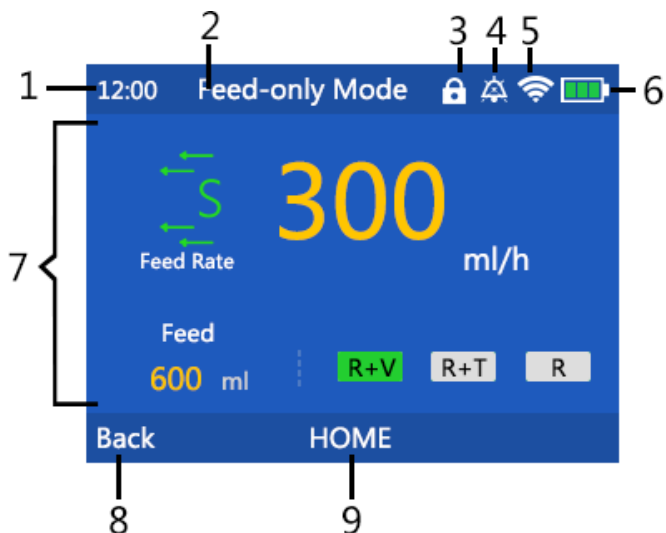 2 3 4 5
1 12:00 Feed-only Mode 6
S 300
Feed Rate ml/h
7
Feed
600 ml R+V R+T R
Back HOME
8 9